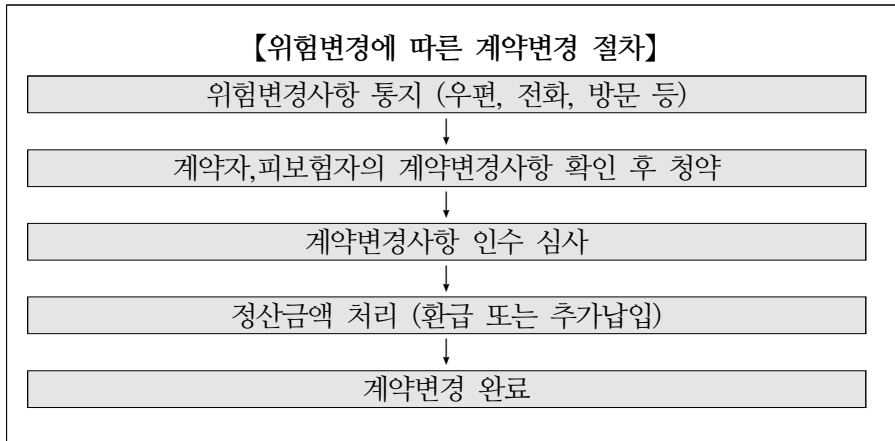 【위험변경에 따른 계약변경 절차】
위험변경사항 통지 (우편, 전화, 방문 등)
계약자,피보험자의 계약변경사항 확인 후 청약
계약변경사항 인수 심사
정산금액 처리 (환급 또는 추가납입)
계약변경 완료